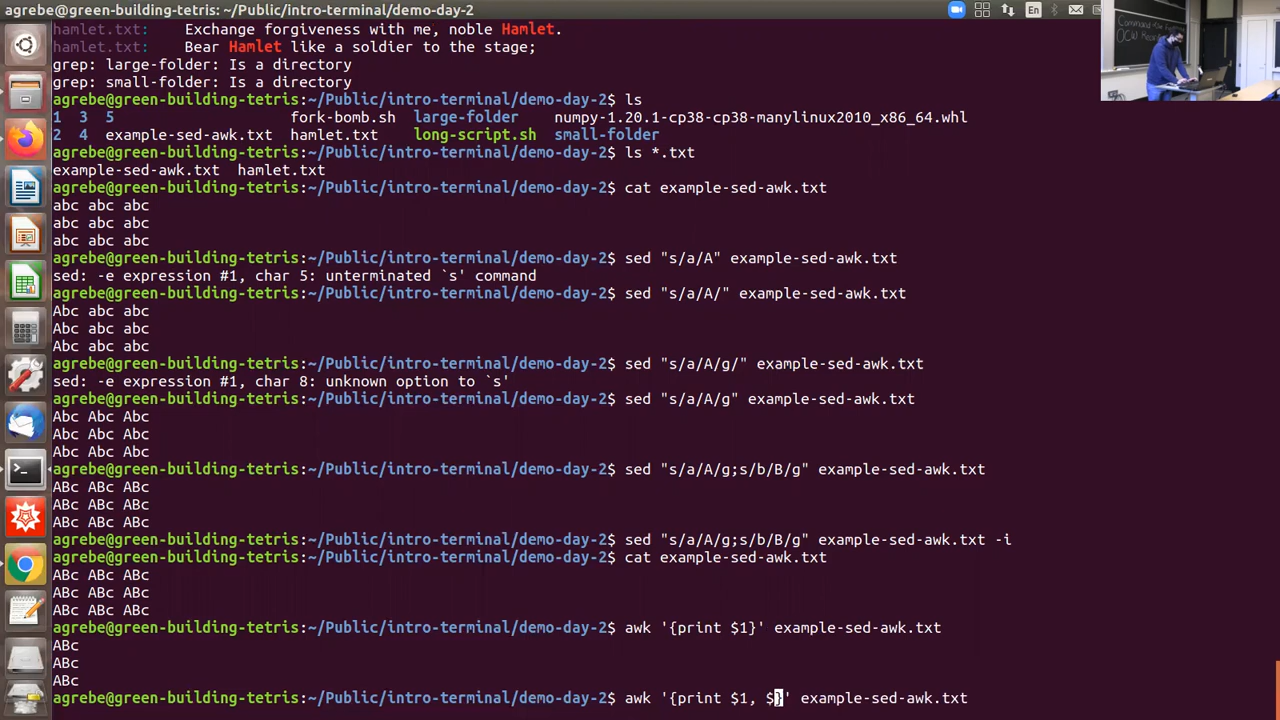 agrebe@green-building-tetris: ~/Public/intro-terminal/demo-day-2
En
hamlet.txt:    Exchange forgiveness with me, noble Hamlet.
hamlet.txt:    Bear Hamlet like a soldier to the stage;
grep: large-folder: Is a directory
grep: small-folder: Is a directory
agrebe@green-building-tetris:~/Public/intro-terminal/demo-day-2$ ls
1  3  5                    fork-bomb.sh  large-folder    numpy-1.20.1-cp38-cp38-manylinux2010_x86_64.whl
2  4  example-sed-awk.txt  hamlet.txt    long-script.sh  small-folder
agrebe@green-building-tetris:~/Public/intro-terminal/demo-day-2$ ls *.txt
example-sed-awk.txt  hamlet.txt
agrebe@green-building-tetris:~/Public/intro-terminal/demo-day-2$ cat example-sed-awk.txt
abc abc abc
abc abc abc
abc abc abc
agrebe@green-building-tetris:~/Public/intro-terminal/demo-day-2$ sed "s/a/A" example-sed-awk.txt
sed: -e expression #1, char 5: unterminated `s' command
agrebe@green-building-tetris:~/Public/intro-terminal/demo-day-2$ sed "s/a/A/" example-sed-awk.txt
Abc abc abc
Abc abc abc
Abc abc abc
agrebe@green-building-tetris:~/Public/intro-terminal/demo-day-2$ sed "s/a/A/g/" example-sed-awk.txt
sed: -e expression #1, char 8: unknown option to `s'
agrebe@green-building-tetris:~/Public/intro-terminal/demo-day-2$ sed "s/a/A/g" example-sed-awk.txt
Abc Abc Abc
Abc Abc Abc
Abc Abc Abc
agrebe@green-building-tetris:~/Public/intro-terminal/demo-day-2$ sed "s/a/A/g;s/b/B/g" example-sed-awk.txt
ABc ABc ABc
ABc ABc ABc
ABc ABc ABc
agrebe@green-building-tetris:~/Public/intro-terminal/demo-day-2$ sed "s/a/A/g;s/b/B/g" example-sed-awk.txt -i
agrebe@green-building-tetris:~/Public/intro-terminal/demo-day-2$ cat example-sed-awk.txt
ABc ABc ABc
ABc ABc ABc
ABc ABc ABc
agrebe@green-building-tetris:~/Public/intro-terminal/demo-day-2$ awk '{print $1}' example-sed-awk.txt
ABc
ABc
ABc
agrebe@green-building-tetris:~/Public/intro-terminal/demo-day-2$ awk '{print $1, $}' example-sed-awk.txt